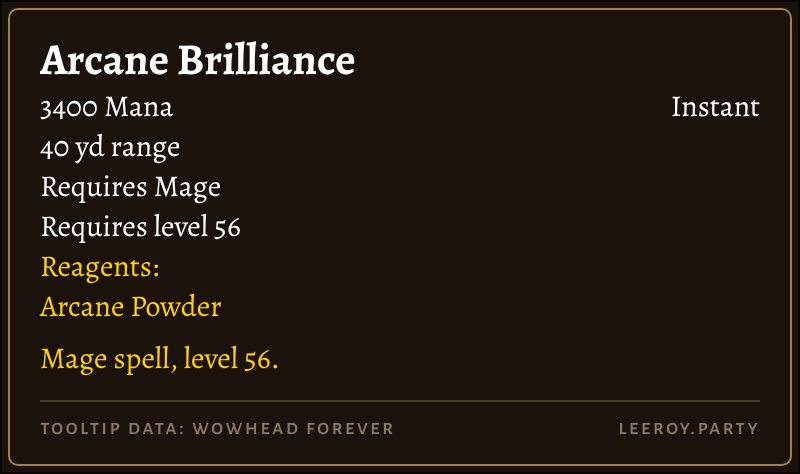 Arcane Brilliance
3400 Mana Instant
40 yd range
Requires Mage
Requires level 56
Reagents:
Arcane Powder
Mage spell, level 56.
TOOLTIP DATA: WOWHEAD FOREVER LEEROY.PARTY